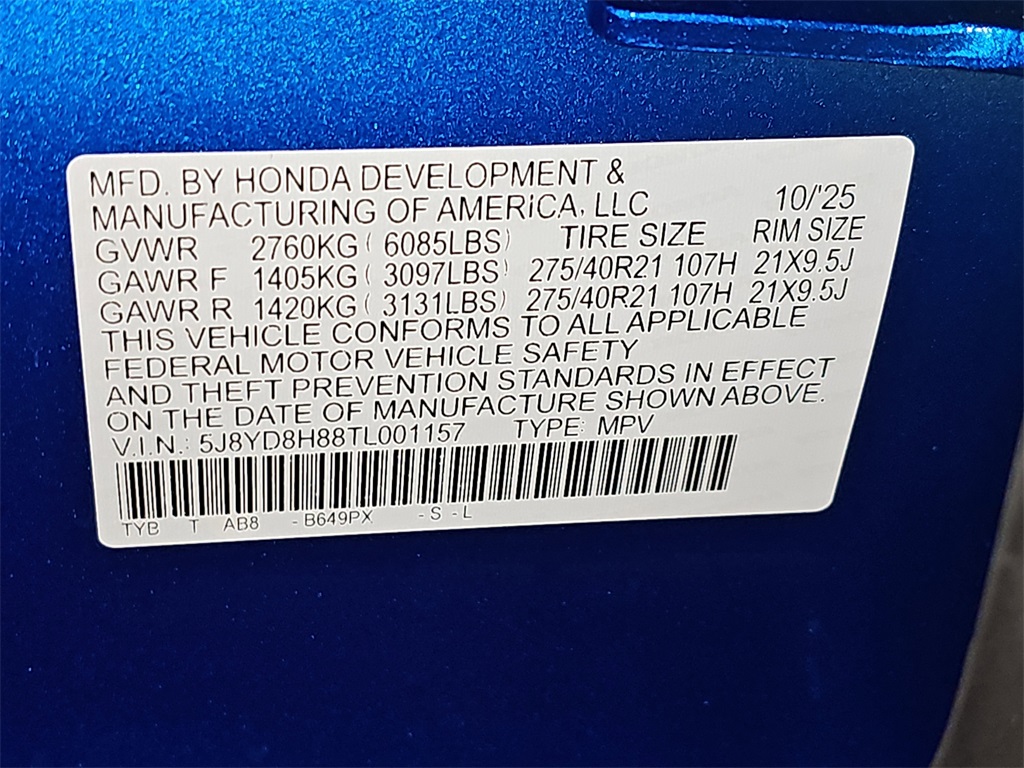 MFD. BY HONDA DEVELOPMENT &
MANUFACTURING OF AMERICA, LLC 10/'25
GVWR 2760KG ( 6085LBS) TIRE SIZE RIM SIZE
GAWR F 1405KG ( 3097LBS) 275/40R21 107H 21X9.5J
GAWR R 1420KG ( 3131LBS) 275/40R21 107H 21X9.5J
THIS VEHICLE CONFORMS TO ALL APPLICABLE
FEDERAL MOTOR VEHICLE SAFETY
AND THEFT PREVENTION STANDARDS IN EFFECT
ON THE DATE OF MANUFACTURE SHOWN ABOVE.
V.I.N.: 5J8YD8H88TL001157 TYPE: MPV
TYB T AB8 - B649PX - S - L